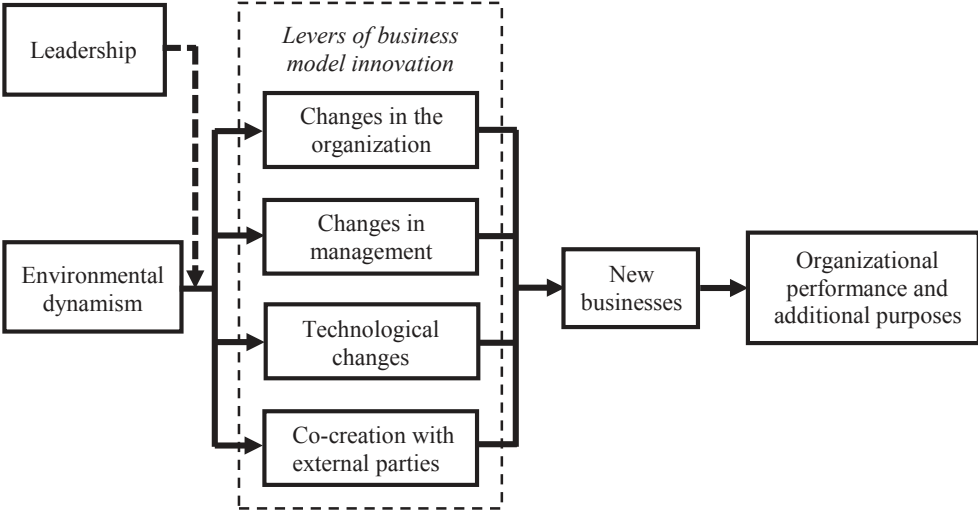 Leadership
Levers of business
model innovation
Changes in the
organization
Changes in
management
Environmental
dynamism
New
businesses
Organizational
performance and
additional purposes
Technological
changes
Co-creation with
external parties